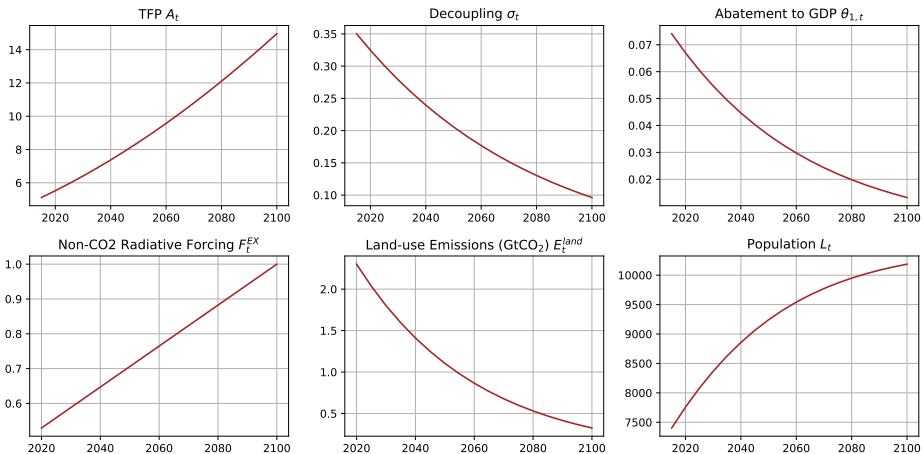 TFP A_t
14
12
10
8
6
2020 2040 2060 2080 2100
Decoupling σ_t
0.35
0.30
0.25
0.20
0.15
0.10
2020 2040 2060 2080 2100
Abatement to GDP θ_{1,t}
0.07
0.06
0.05
0.04
0.03
0.02
2020 2040 2060 2080 2100
Non-CO2 Radiative Forcing F_t^{EX}
1.0
0.9
0.8
0.7
0.6
2020 2040 2060 2080 2100
Land-use Emissions (GtCO₂) E_t^{land}
2.0
1.5
1.0
0.5
2020 2040 2060 2080 2100
Population L_t
10000
9500
9000
8500
8000
7500
2020 2040 2060 2080 2100